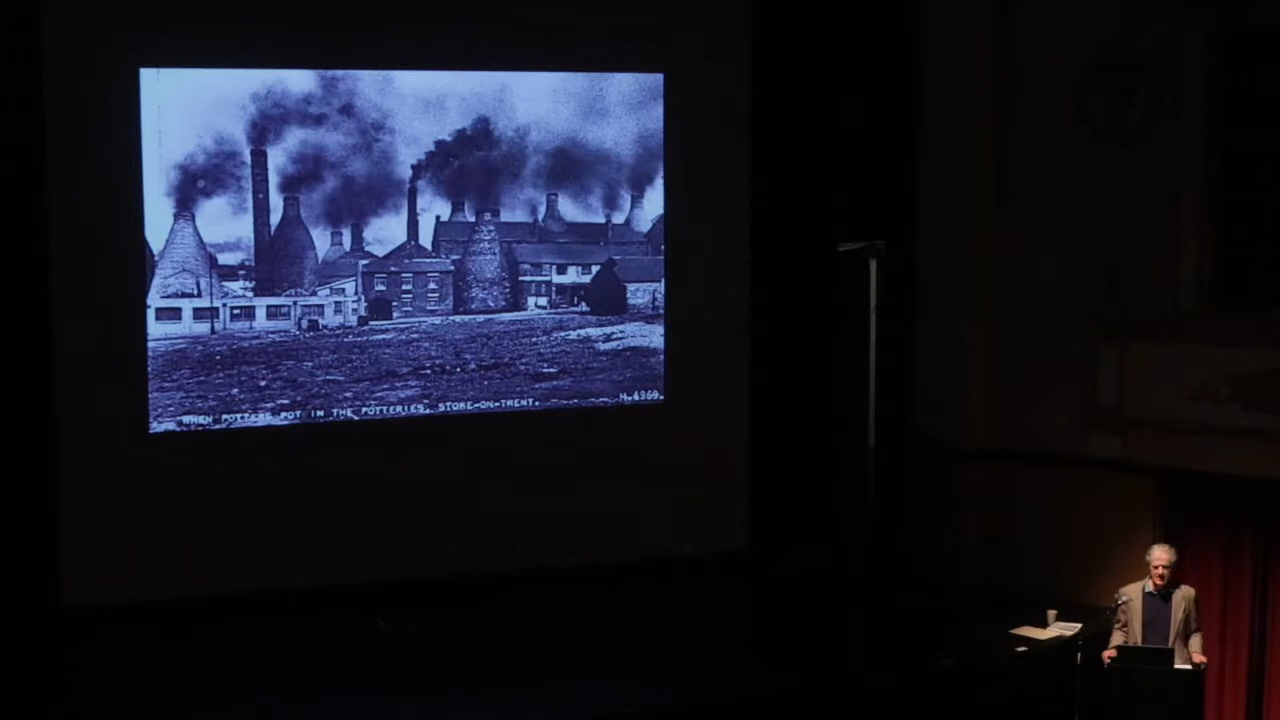 WHEN POTTERS POT IN THE POTTERIES. STOKE-ON-TRENT.
H.4969.